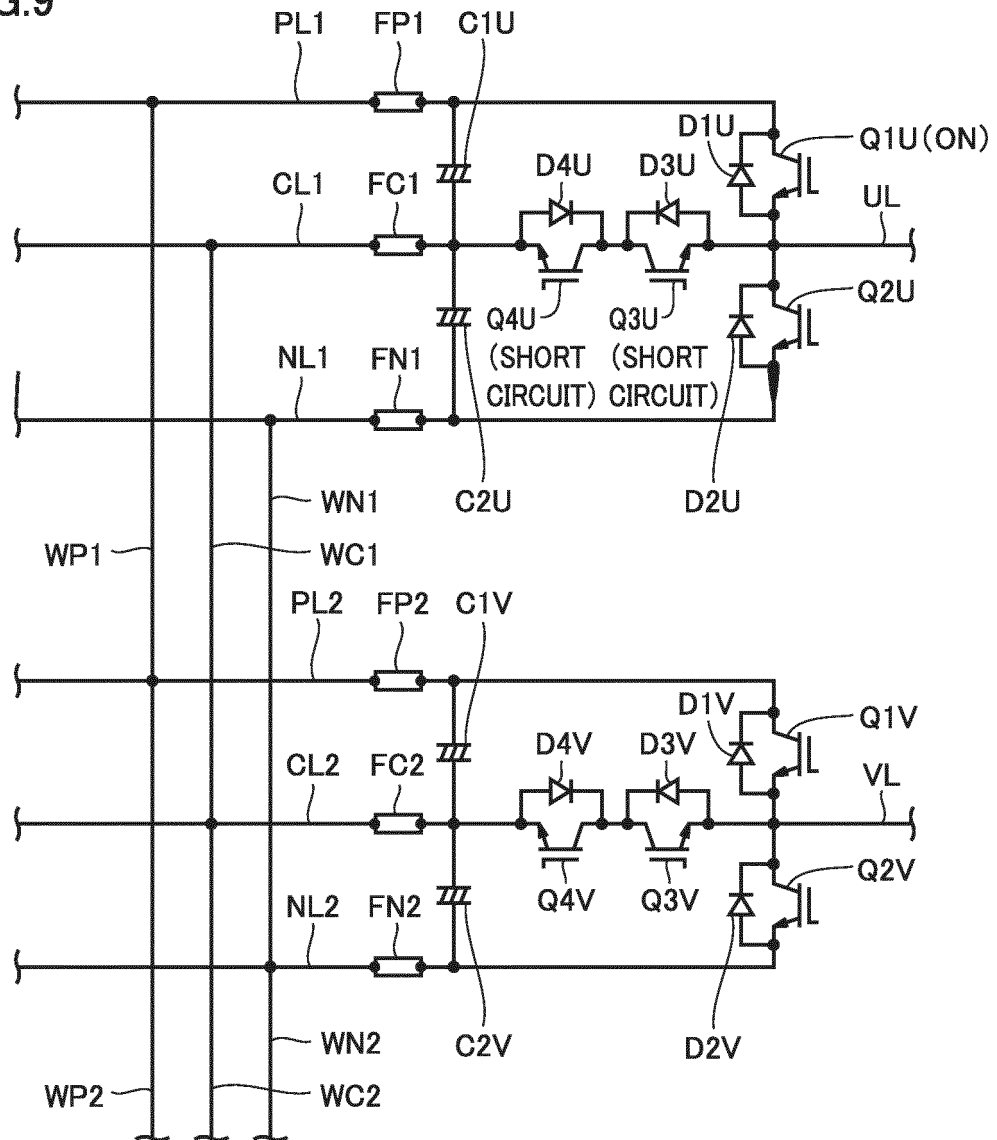 G.9
PL1 FP1 C1U
D1U Q1U(ON)
CL1 FC1 D4U D3U UL
Q4U Q3U Q2U
NL1 FN1 (SHORT (SHORT
CIRCUIT) CIRCUIT)
WN1 C2U D2U
WP1 WC1
PL2 FP2 C1V
D1V Q1V
CL2 FC2 D4V D3V VL
Q4V Q3V Q2V
NL2 FN2
WN2 C2V D2V
WP2 WC2